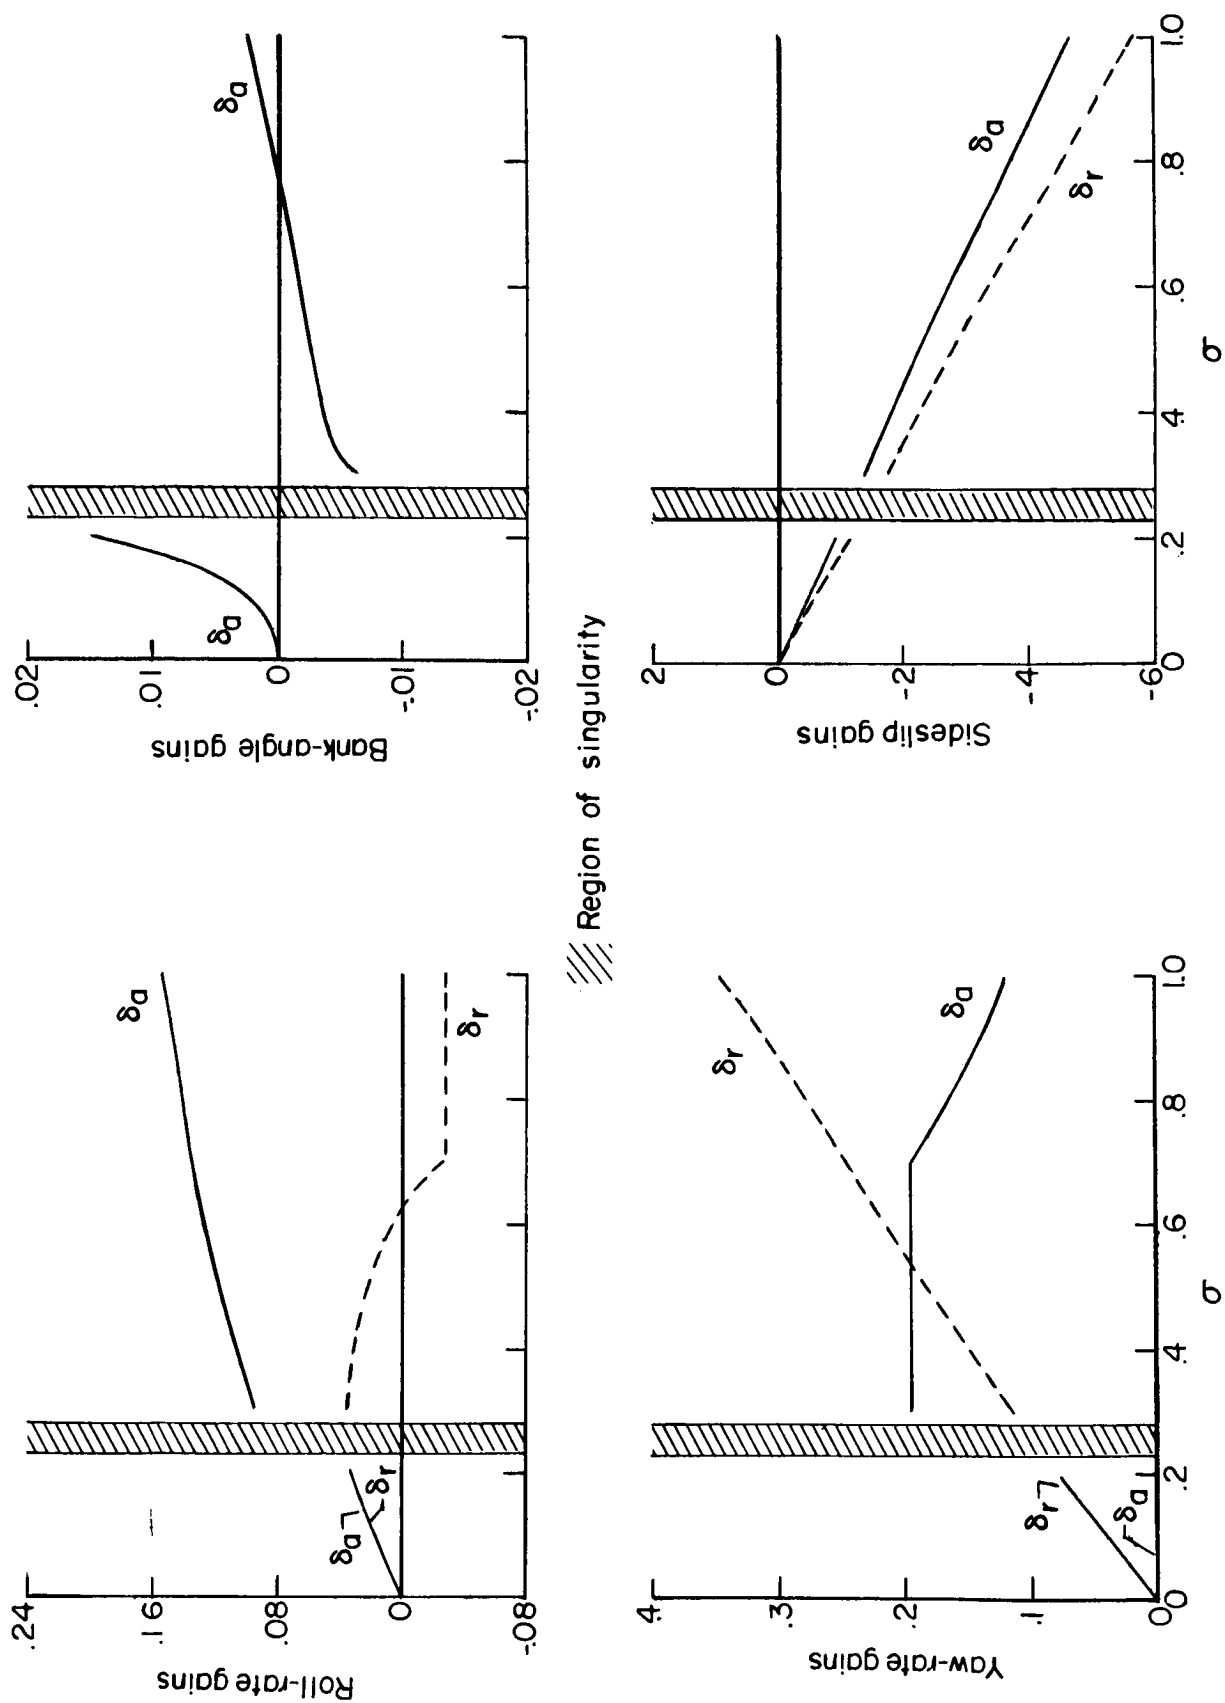 Roll-rate gains
.24
.16
.08
0
-.08
δa
δr
δa
δr
Bank-angle gains
.02
.01
0
-.01
-.02
δa
δa
Region of singularity
Yaw-rate gains
.4
.3
.2
.1
0
δr
δa
δr
δa
0 .2 .4 .6 .8 1.0
σ
Sideslip gains
2
0
-2
-4
-6
δa
δr
0 .2 .4 .6 .8 1.0
σ